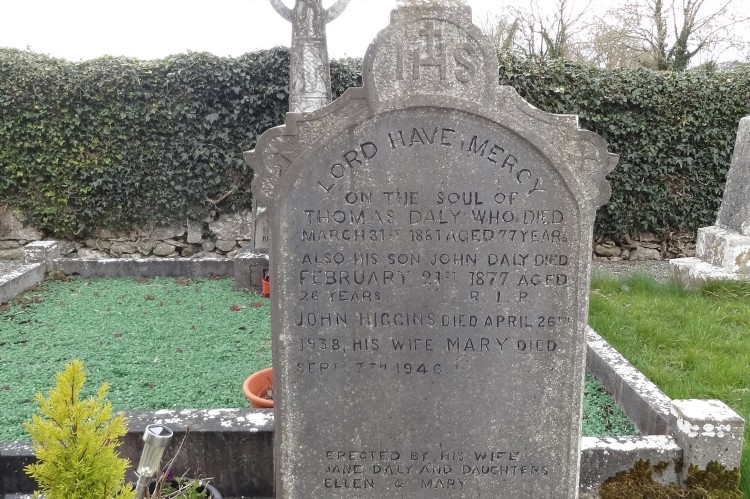 IHS
LORD HAVE MERCY
ON THE SOUL OF
THOMAS DALY WHO DIED
MARCH 31ST 1881 AGED 77 YEARS
ALSO HIS SON JOHN DALY DIED
FEBRUARY 21ST 1877 AGED
26 YEARS R. I. P.
JOHN HIGGINS DIED APRIL 26TH
1938, HIS WIFE MARY DIED
SEPT 7TH 1946
ERECTED BY HIS WIFE
JANE DALY AND DAUGHTERS
ELLEN & MARY